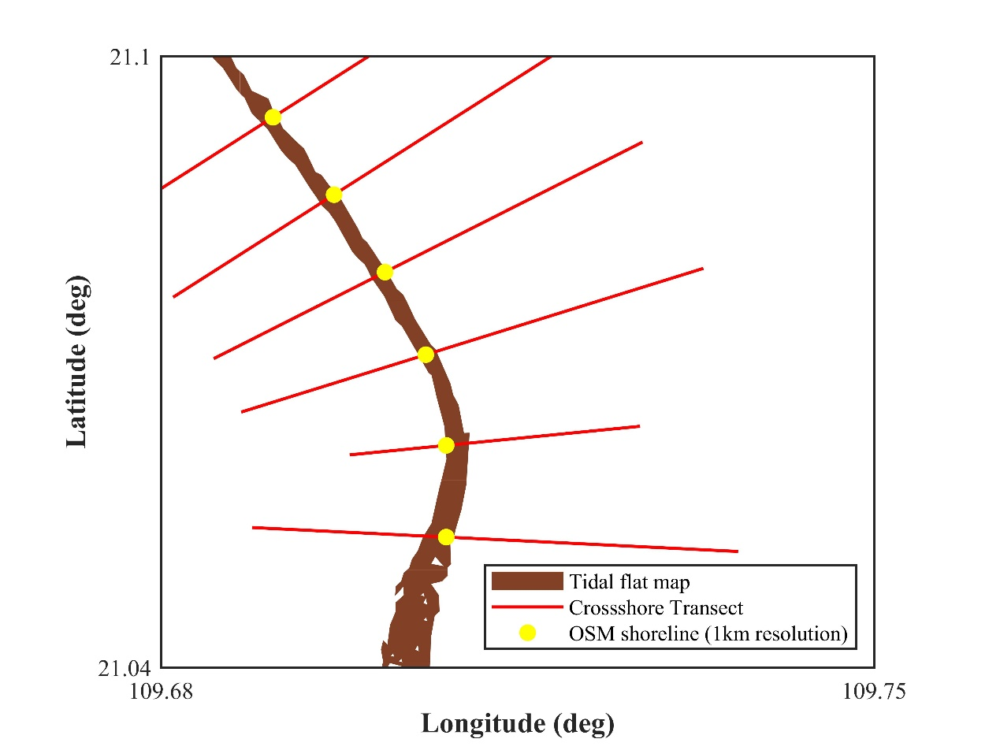 21.1
Latitude (deg)
Tidal flat map
Crossshore Transect
OSM shoreline (1km resolution)
21.04
109.68
109.75
Longitude (deg)